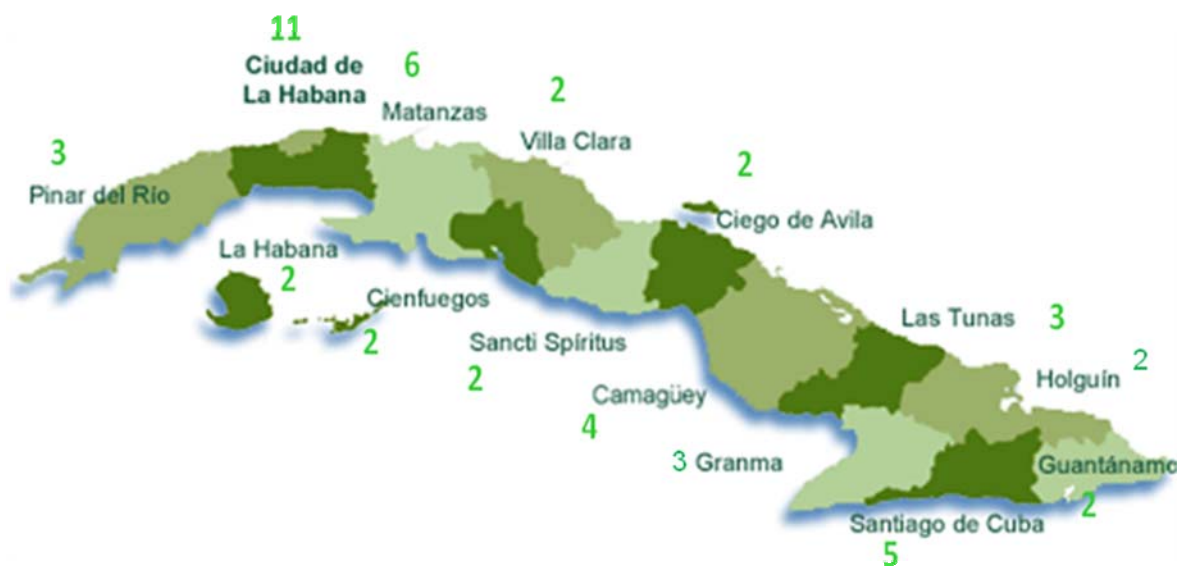 11
Ciudad de
La Habana
6
Matanzas
2
Villa Clara
3
Pinar del Río
2
Ciego de Avila
La Habana
2
Cienfuegos
2
Sancti Spíritus
2
Las Tunas 3
Holguín 2
Camagüey
4
3 Granma
Guantánamo
2
Santiago de Cuba
5